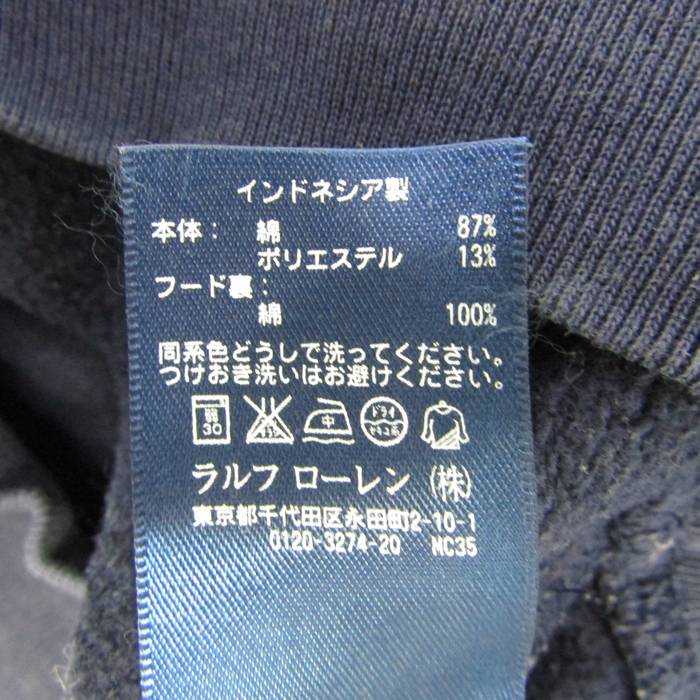 インドネシア製
本体： 綿 87%
ポリエステル 13%
フード裏：
綿 100%
同系色どうしで洗ってください。
つけおき洗いはお避けください。
弱 30 中 ドライ
ラルフ ローレン (株)
東京都千代田区永田町2-10-1
0120-3274-20 MC35